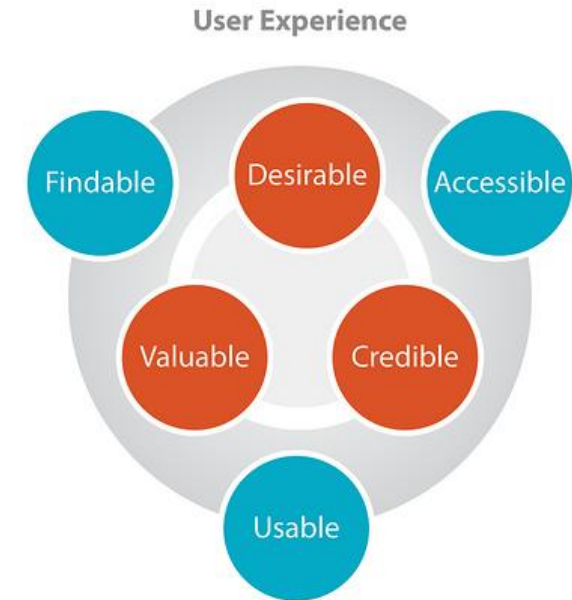 User Experience
Findable
Desirable
Accessible
Valuable
Credible
Usable